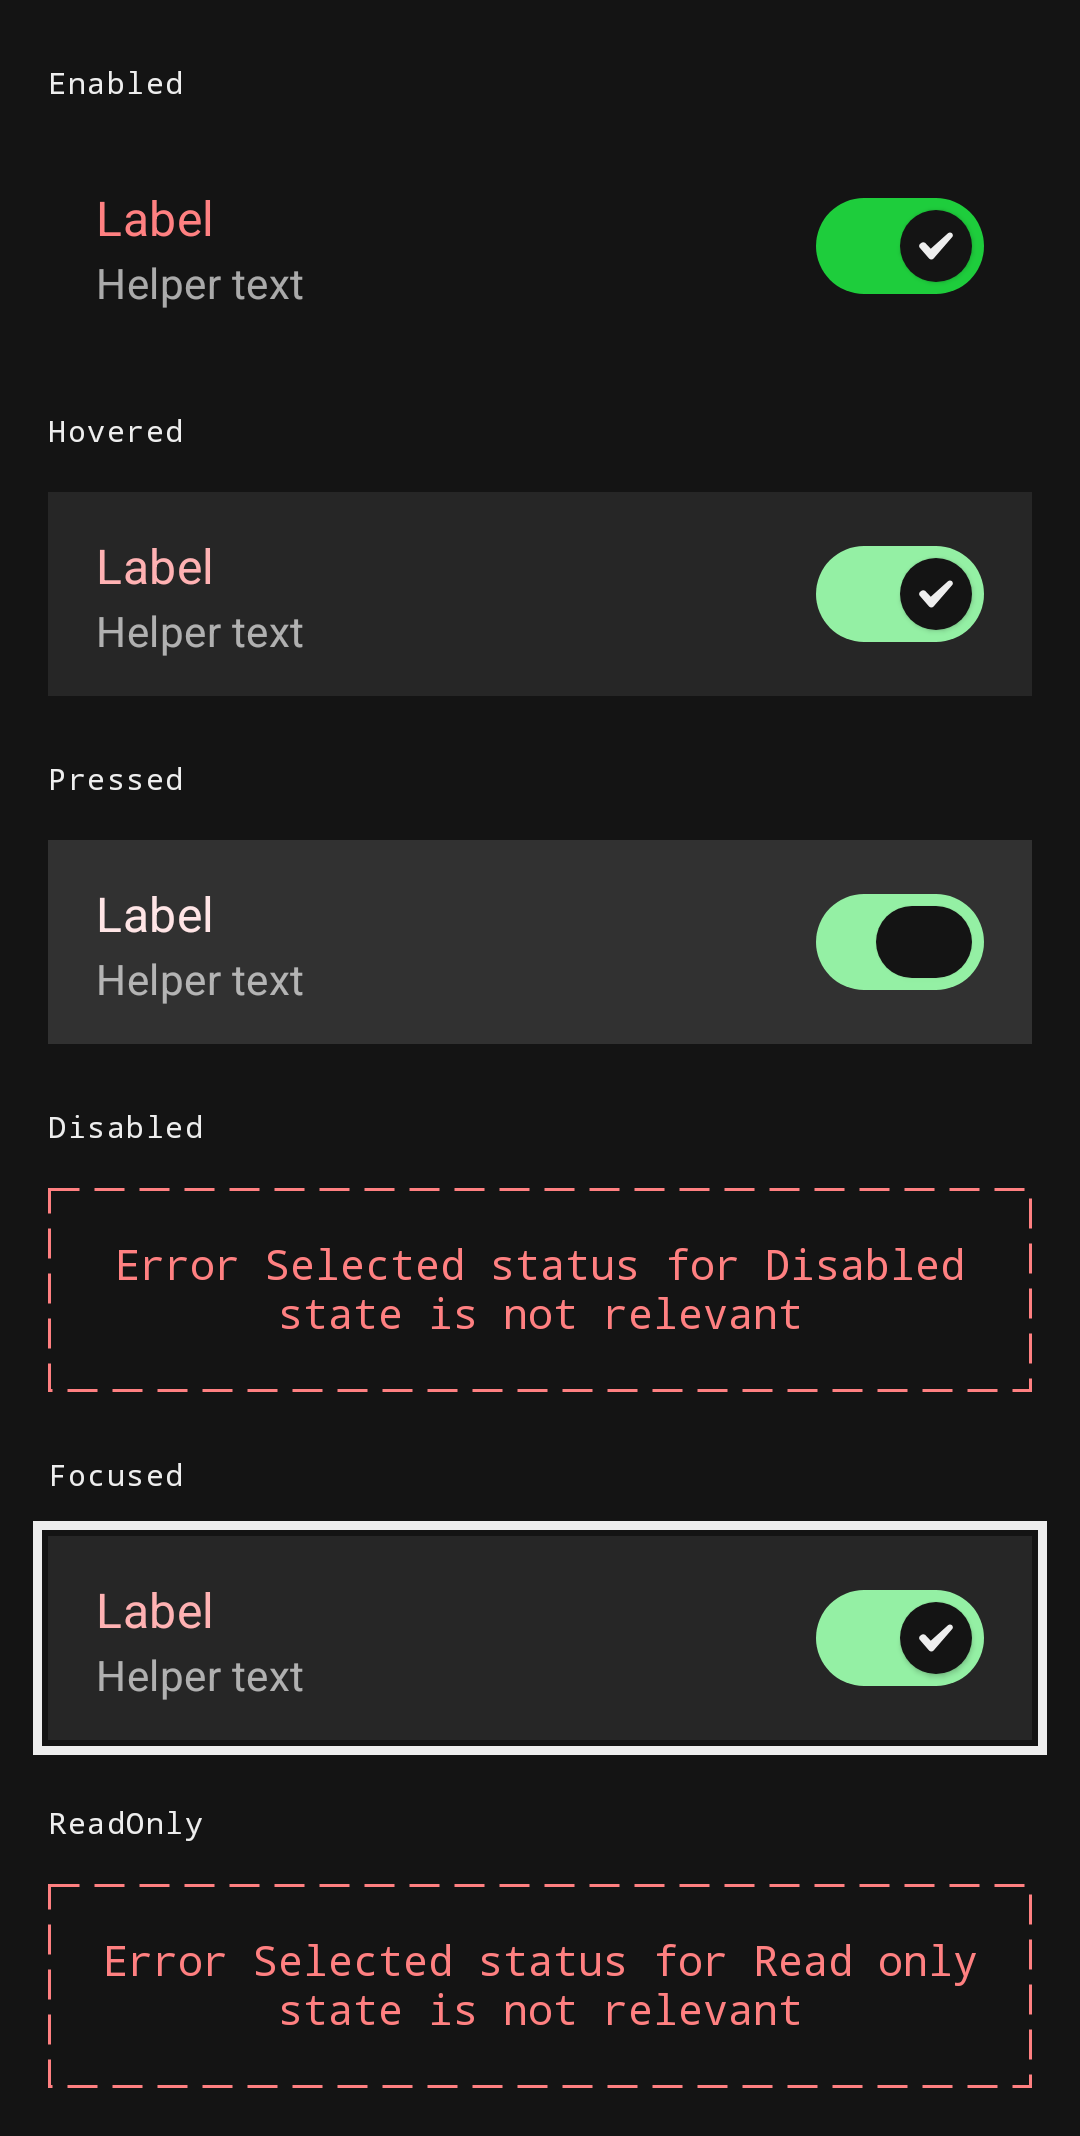 Enabled
Label
Helper text
Hovered
Label
Helper text
Pressed
Label
Helper text
Disabled
Error Selected status for Disabled
state is not relevant
Focused
Label
Helper text
ReadOnly
Error Selected status for Read only
state is not relevant